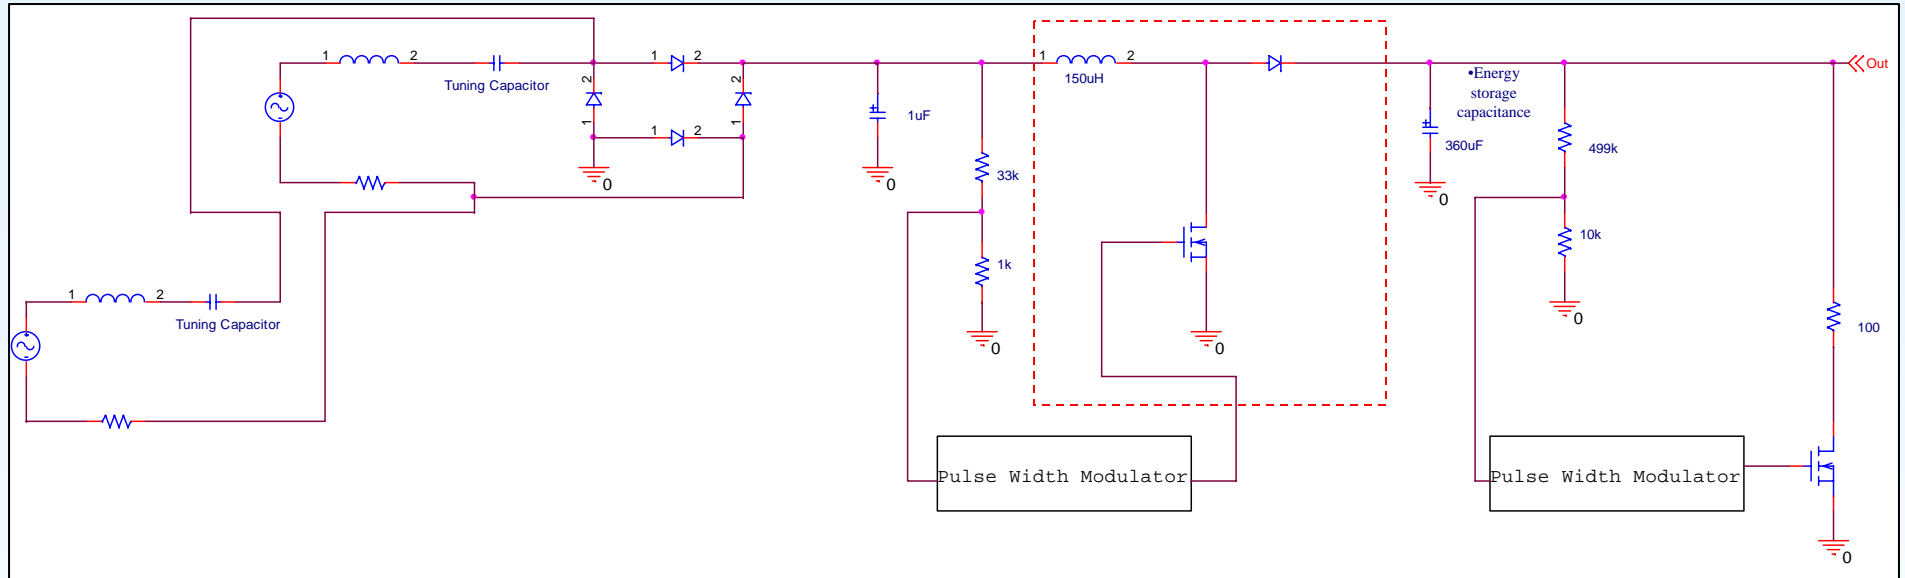 1
2
Tuning Capacitor
1
2
2
1
2
1
1
2
0
1uF
0
33k
1k
0
1
2
150uH
0
•Energy
storage
capacitance
360uF
0
499k
10k
0
Out
100
0
1
2
Tuning Capacitor
Pulse Width Modulator
Pulse Width Modulator